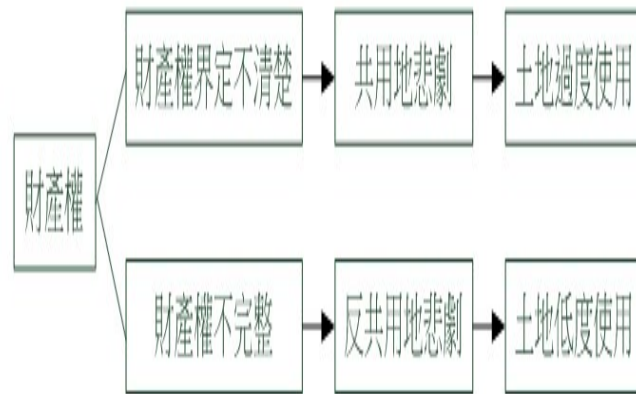 財產權
財產權界定不清楚
共用地悲劇
土地過度使用
財產權不完整
反共用地悲劇
土地低度使用